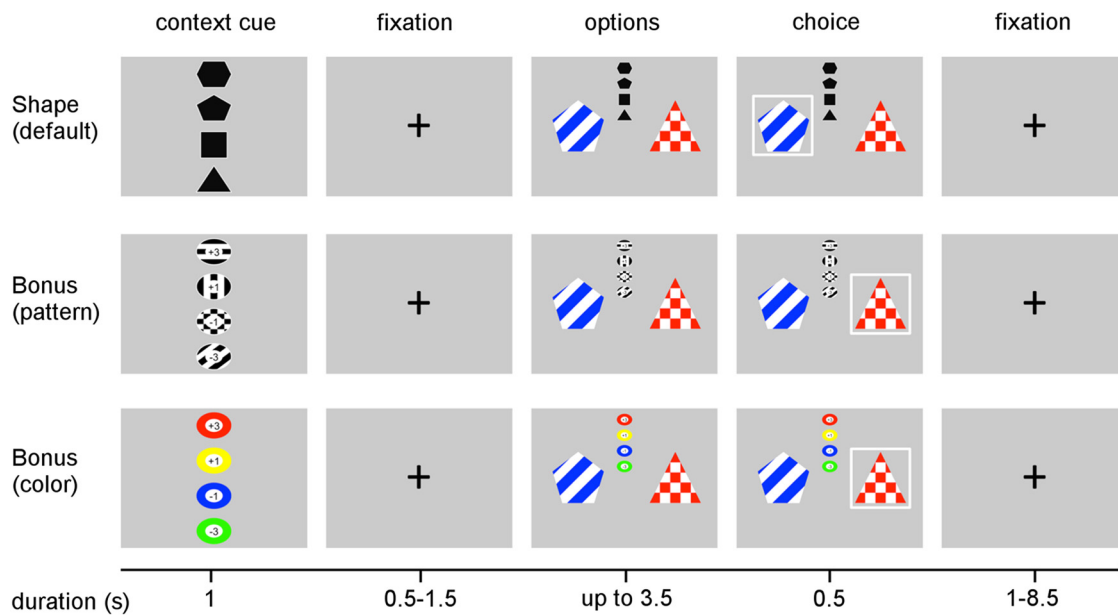 context cue
fixation
options
choice
fixation
Shape
(default)
Bonus
(pattern)
+3
+1
-1
-3
Bonus
(color)
+3
+1
-1
-3
duration (s)
1
0.5-1.5
up to 3.5
0.5
1-8.5